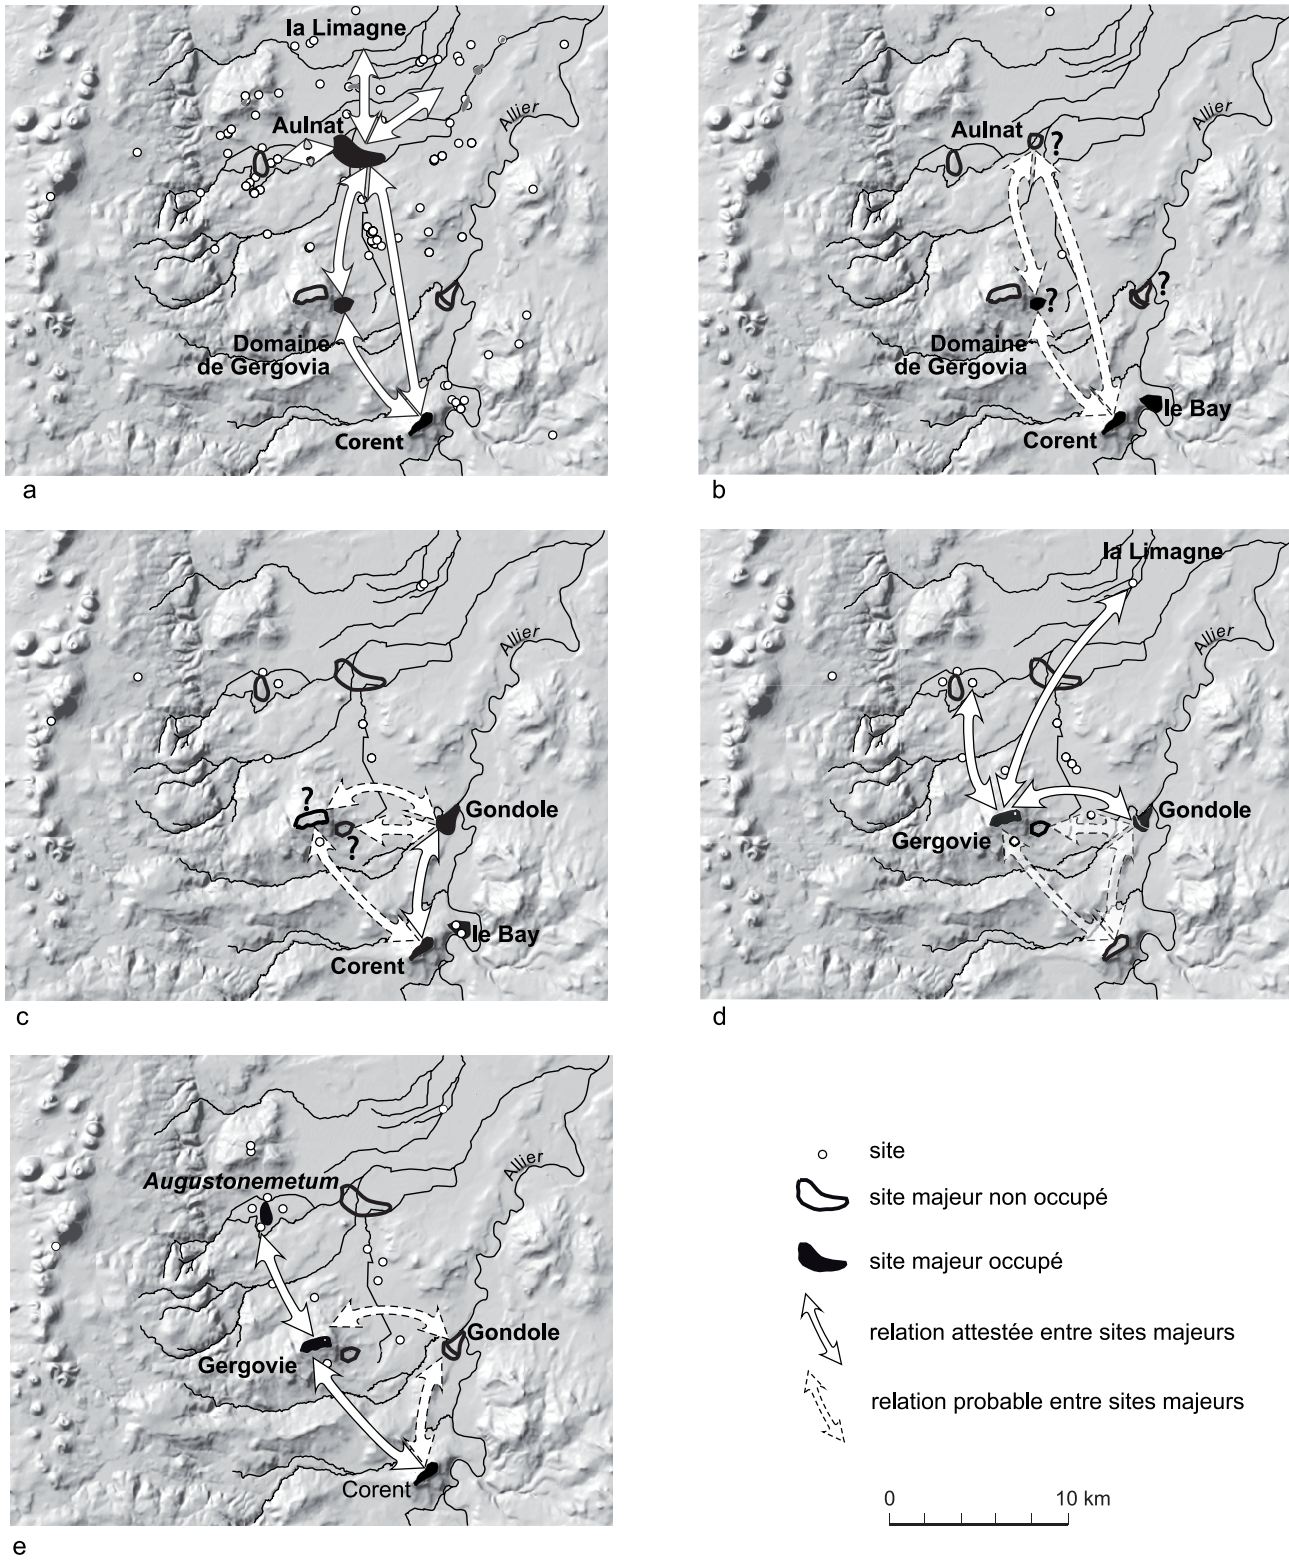 la Limagne
Allier
Aulnat
Domaine
de Gergovia
Corent
a
Allier
Aulnat
?
?
?
Domaine
de Gergovia
le Bay
Corent
b
Allier
?
Gondole
?
le Bay
Corent
c
la Limagne
Allier
Gondole
Gergovie
d
Allier
Augustonemetum
Gondole
Gergovie
Corent
e
site
site majeur non occupé
site majeur occupé
relation attestée entre sites majeurs
relation probable entre sites majeurs
0 10 km